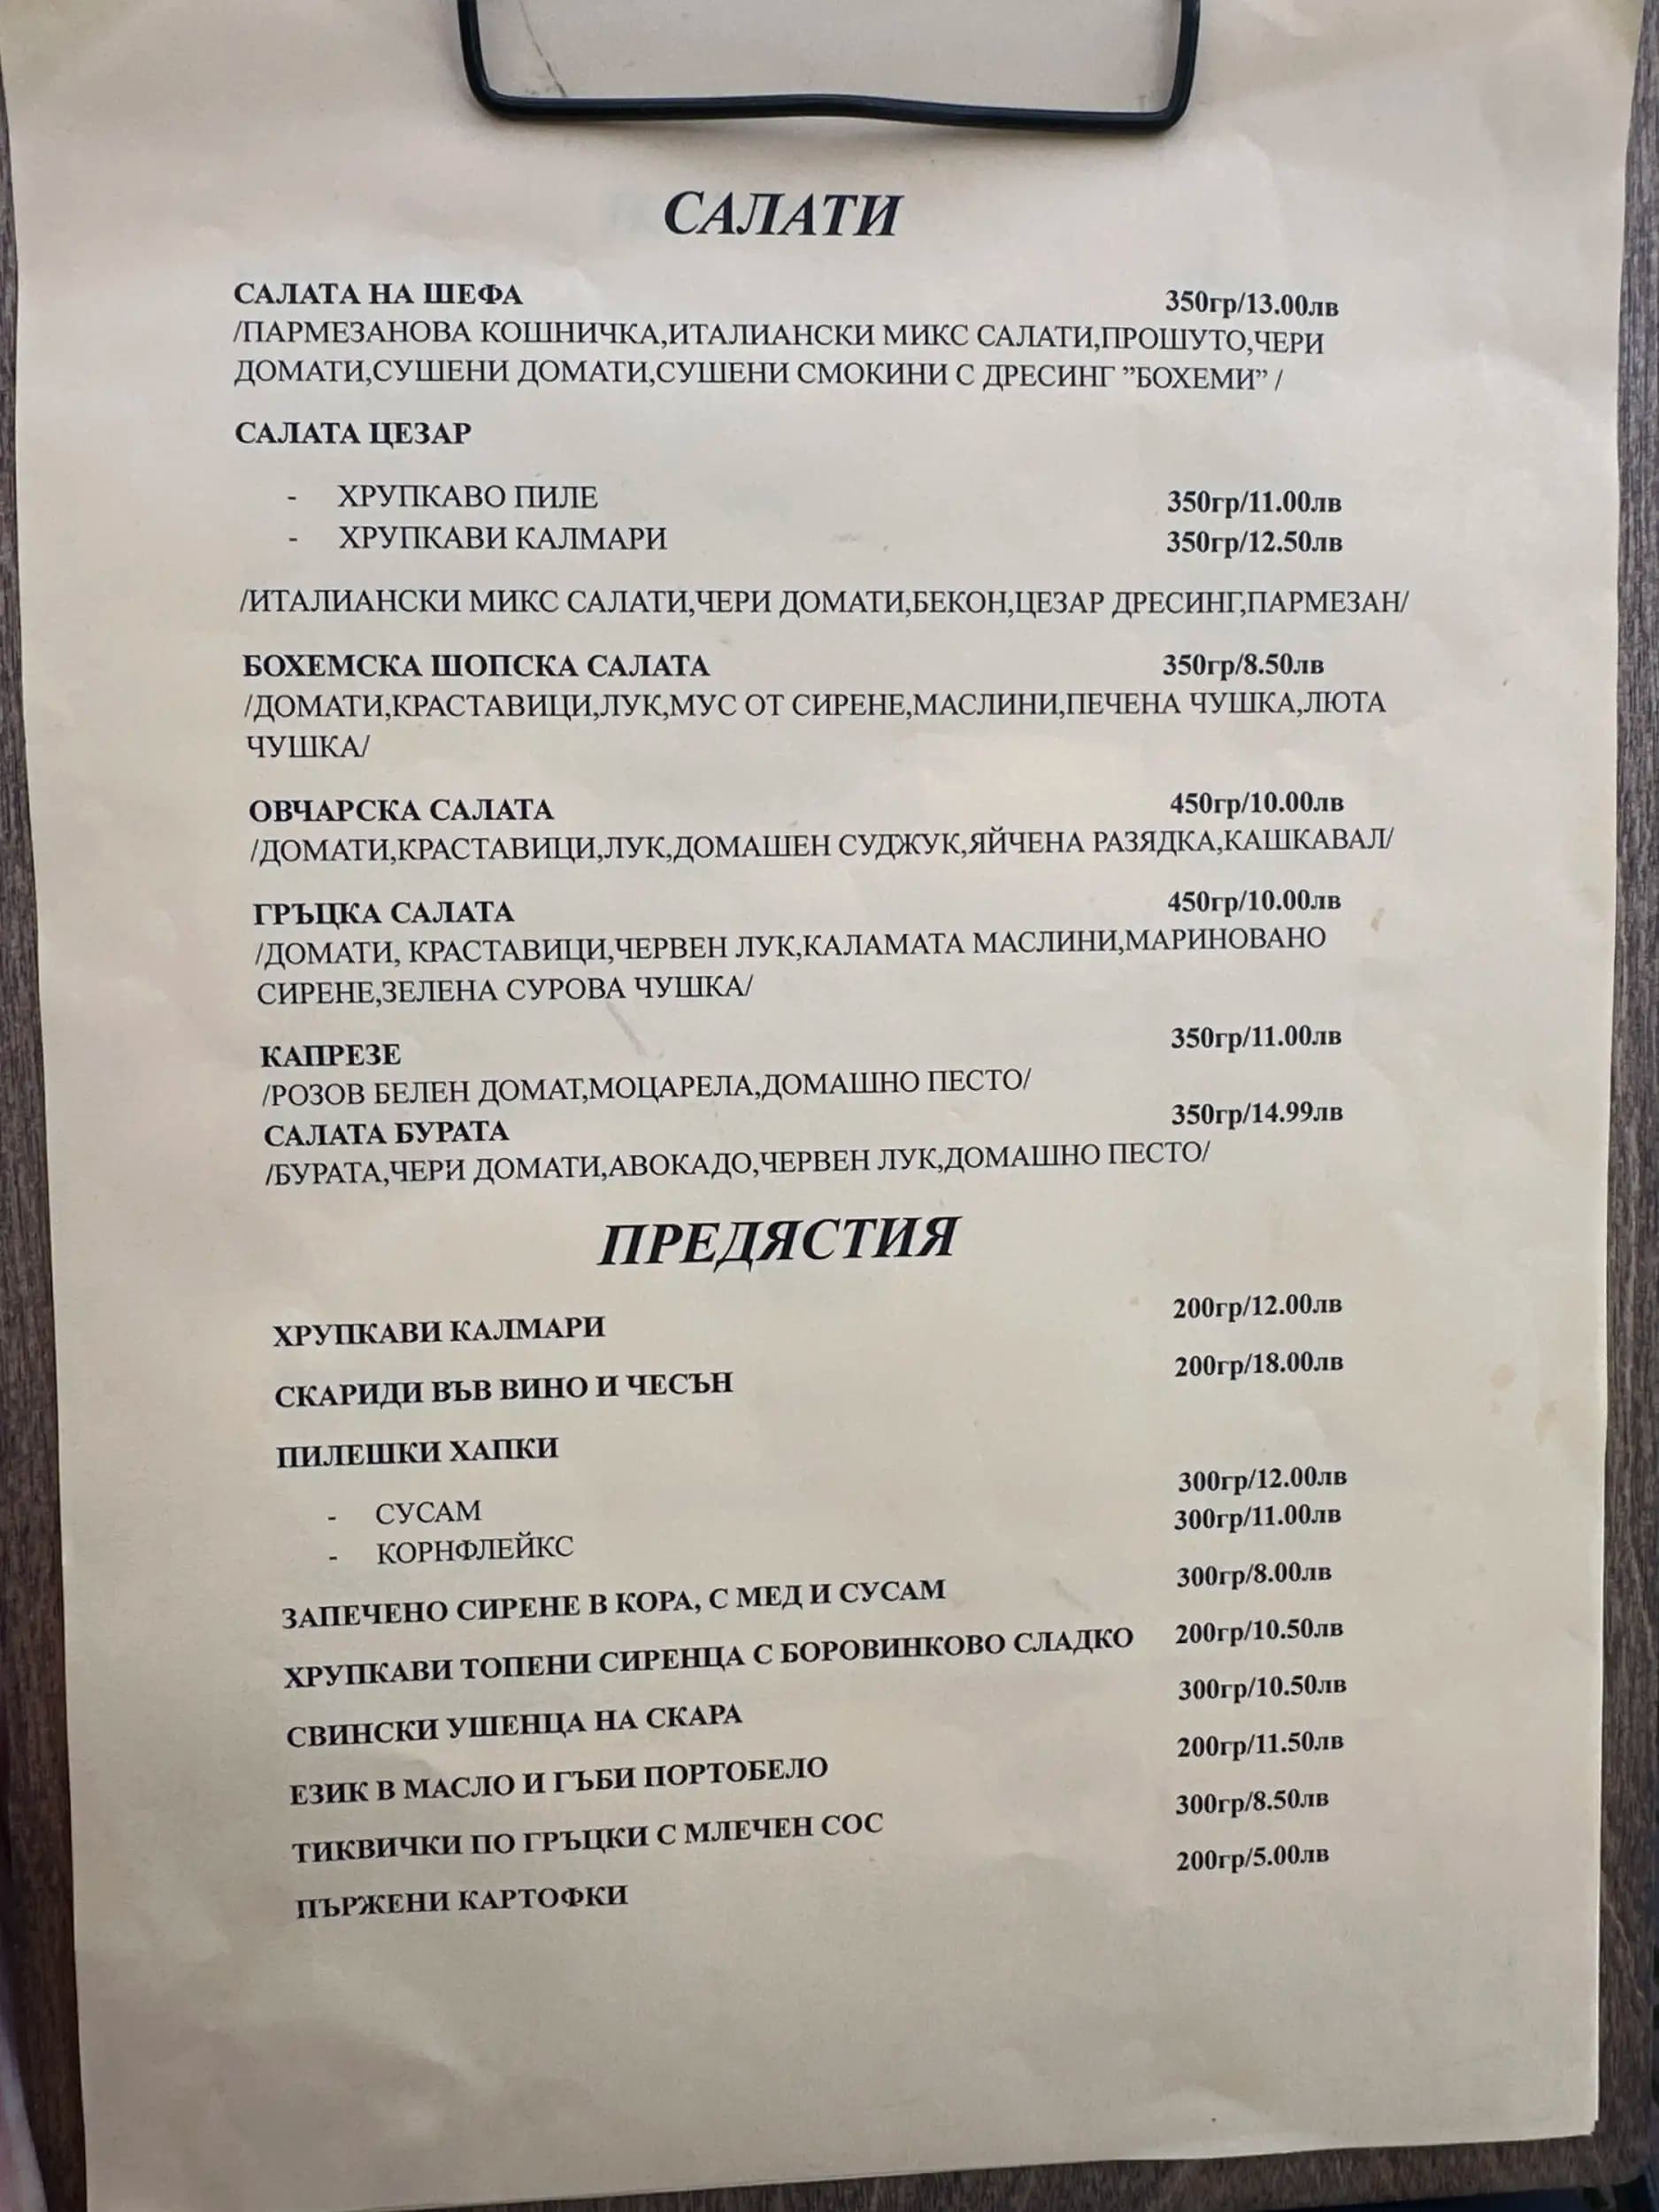 САЛАТИ
САЛАТА НА ШЕФА 350гр/13.00лв
/ПАРМЕЗАНОВА КОШНИЧКА,ИТАЛИАНСКИ МИКС САЛАТИ,ПРОШУТО,ЧЕРИ
ДОМАТИ,СУШЕНИ ДОМАТИ,СУШЕНИ СМОКИНИ С ДРЕСИНГ ”БОХЕМИ” /
САЛАТА ЦЕЗАР
- ХРУПКАВО ПИЛЕ 350гр/11.00лв
- ХРУПКАВИ КАЛМАРИ 350гр/12.50лв
/ИТАЛИАНСКИ МИКС САЛАТИ,ЧЕРИ ДОМАТИ,БЕКОН,ЦЕЗАР ДРЕСИНГ,ПАРМЕЗАН/
БОХЕМСКА ШОПСКА САЛАТА 350гр/8.50лв
/ДОМАТИ,КРАСТАВИЦИ,ЛУК,МУС ОТ СИРЕНЕ,МАСЛИНИ,ПЕЧЕНА ЧУШКА,ЛЮТА
ЧУШКА/
ОВЧАРСКА САЛАТА 450гр/10.00лв
/ДОМАТИ,КРАСТАВИЦИ,ЛУК,ДОМАШЕН СУДЖУК,ЯЙЧЕНА РАЗЯДКА,КАШКАВАЛ/
ГРЪЦКА САЛАТА 450гр/10.00лв
/ДОМАТИ, КРАСТАВИЦИ,ЧЕРВЕН ЛУК,КАЛАМАТА МАСЛИНИ,МАРИНОВАНО
СИРЕНЕ,ЗЕЛЕНА СУРОВА ЧУШКА/
КАПРЕЗЕ 350гр/11.00лв
/РОЗОВ БЕЛЕН ДОМАТ,МОЦАРЕЛА,ДОМАШНО ПЕСТО/
САЛАТА БУРАТА 350гр/14.99лв
/БУРАТА,ЧЕРИ ДОМАТИ,АВОКАДО,ЧЕРВЕН ЛУК,ДОМАШНО ПЕСТО/
ПРЕДЯСТИЯ
ХРУПКАВИ КАЛМАРИ 200гр/12.00лв
СКАРИДИ ВЪВ ВИНО И ЧЕСЪН 200гр/18.00лв
ПИЛЕШКИ ХАПКИ
- СУСАМ 300гр/12.00лв
- КОРНФЛЕЙКС 300гр/11.00лв
ЗАПЕЧЕНО СИРЕНЕ В КОРА, С МЕД И СУСАМ 300гр/8.00лв
ХРУПКАВИ ТОПЕНИ СИРЕНЦА С БОРОВИНКОВО СЛАДКО 200гр/10.50лв
СВИНСКИ УШЕНЦА НА СКАРА 300гр/10.50лв
ЕЗИК В МАСЛО И ГЪБИ ПОРТОБЕЛО 200гр/11.50лв
ТИКВИЧКИ ПО ГРЪЦКИ С МЛЕЧЕН СОС 300гр/8.50лв
ПЪРЖЕНИ КАРТОФКИ 200гр/5.00лв